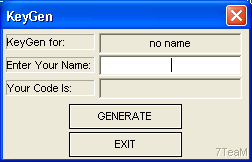 KeyGen
KeyGen for: no name
Enter Your Name:
Your Code Is:
GENERATE
EXIT
7TeaM